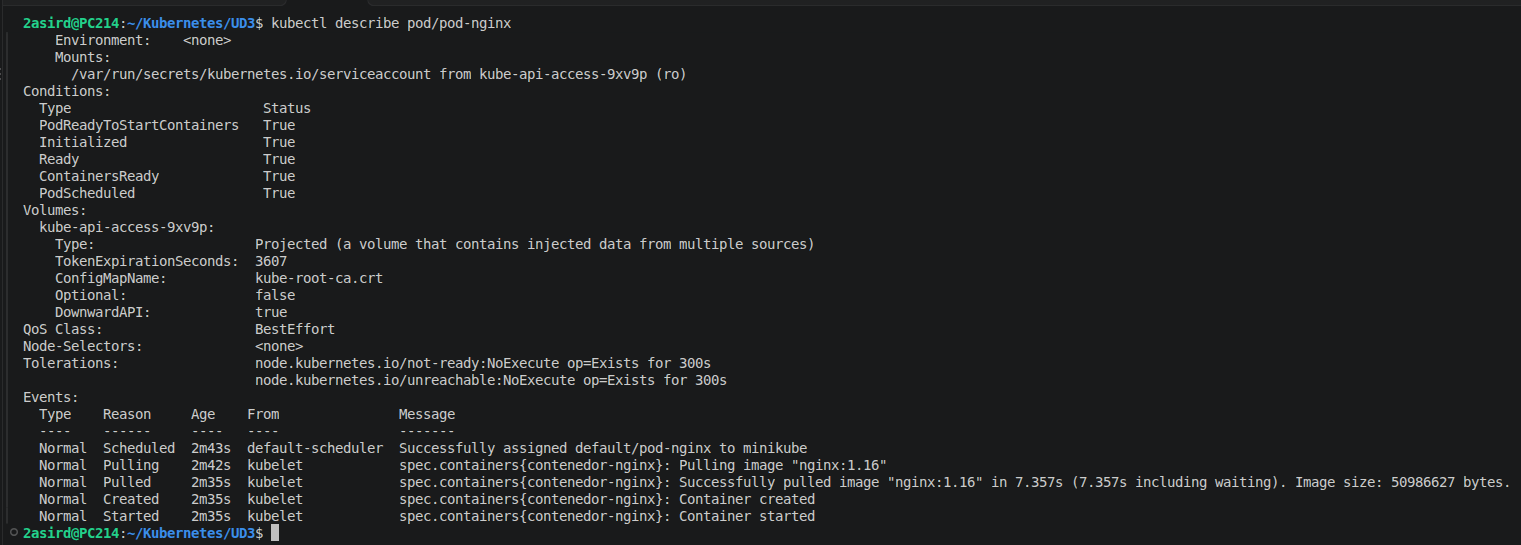 2asird@PC214:~/Kubernetes/UD3$ kubectl describe pod/pod-nginx
    Environment:    <none>
    Mounts:
      /var/run/secrets/kubernetes.io/serviceaccount from kube-api-access-9xv9p (ro)
Conditions:
  Type                        Status
  PodReadyToStartContainers   True
  Initialized                 True
  Ready                       True
  ContainersReady             True
  PodScheduled                True
Volumes:
  kube-api-access-9xv9p:
    Type:                    Projected (a volume that contains injected data from multiple sources)
    TokenExpirationSeconds:  3607
    ConfigMapName:           kube-root-ca.crt
    Optional:                false
    DownwardAPI:             true
QoS Class:                   BestEffort
Node-Selectors:              <none>
Tolerations:                 node.kubernetes.io/not-ready:NoExecute op=Exists for 300s
                             node.kubernetes.io/unreachable:NoExecute op=Exists for 300s
Events:
  Type    Reason     Age    From               Message
  ----    ------     ----   ----               -------
  Normal  Scheduled  2m43s  default-scheduler  Successfully assigned default/pod-nginx to minikube
  Normal  Pulling    2m42s  kubelet            spec.containers{contenedor-nginx}: Pulling image "nginx:1.16"
  Normal  Pulled     2m35s  kubelet            spec.containers{contenedor-nginx}: Successfully pulled image "nginx:1.16" in 7.357s (7.357s including waiting). Image size: 50986627 bytes.
  Normal  Created    2m35s  kubelet            spec.containers{contenedor-nginx}: Container created
  Normal  Started    2m35s  kubelet            spec.containers{contenedor-nginx}: Container started
2asird@PC214:~/Kubernetes/UD3$